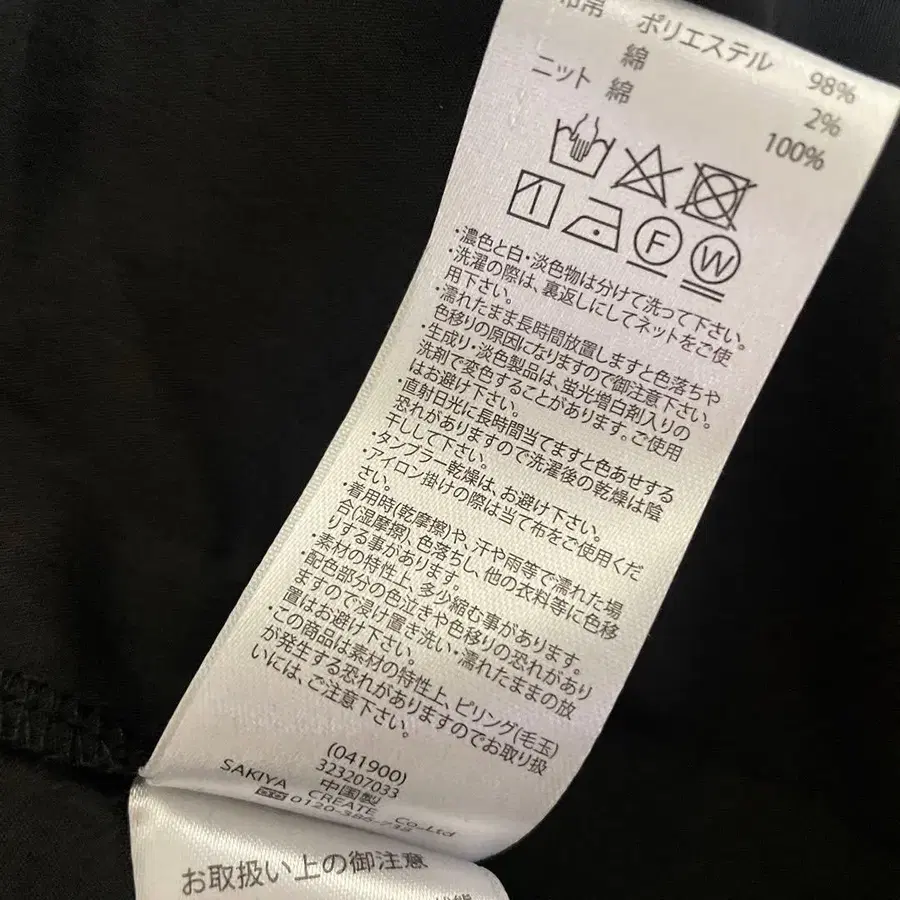 布帛 ポリエステル 98%
綿 2%
ニット 綿 100%
F W
・濃色と白・淡色物は分けて洗って下さい。
・洗濯の際は、裏返しにしてネットをご使
用下さい。
・濡れたまま長時間放置しますと色落ちや
色移りの原因になりますので御注意下さい。
・生成り・淡色製品は、蛍光増白剤入りの
洗剤で変色することがあります。ご使用
はお避け下さい。
・直射日光に長時間当てますと色あせする
恐れがありますので洗濯後の乾燥は陰
干しして下さい。
・タンブラー乾燥は、お避け下さい。
・アイロン掛けの際は当て布をご使用くだ
さい。
・着用時(乾摩擦)や、汗や雨等で濡れた場
合(湿摩擦)、色落ちし、他の衣料等に色移
りする事があります。
・素材の特性上、多少縮む事があります。
・配色部分の色泣きや色移りの恐れがあり
ますので浸け置き洗い・濡れたままの放
置はお避け下さい。
・この商品は素材の特性上、ピリング(毛玉)
が発生する恐れがありますのでお取り扱
いには、ご注意下さい。
(041900)
323207033
中国製
SAKIYA CREATE Co-Ltd
0120-386-738
お取扱い上の御注意